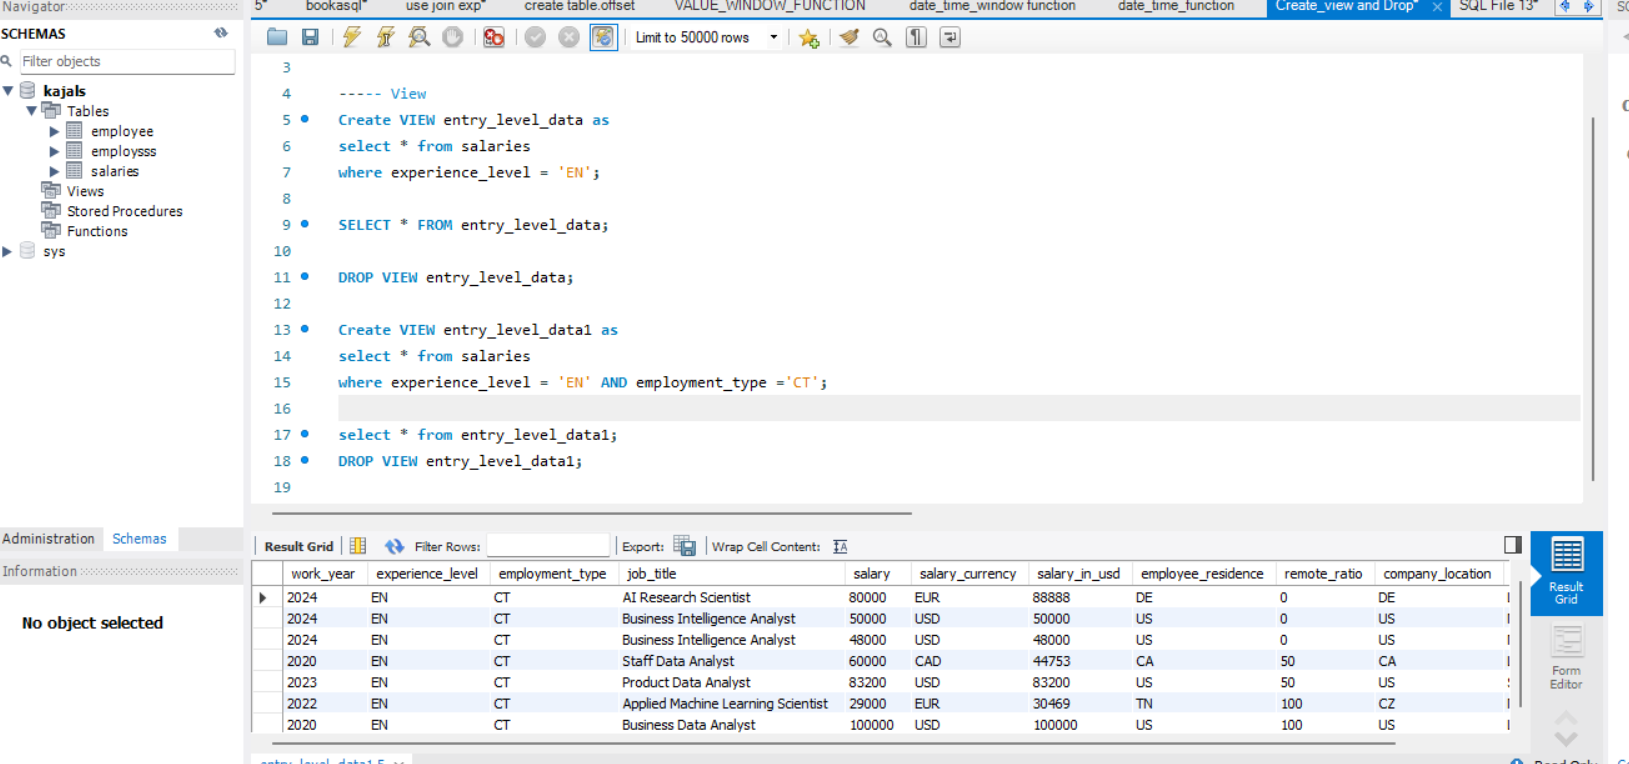 Navigator
5* bookasql* use join exp* create table.offset VALUE_WINDOW_FUNCTION date_time_window function date_time_function Create_view and Drop* SQL File 13*
SCHEMAS
Limit to 50000 rows
Filter objects
kajals
Tables
employee
employsss
salaries
Views
Stored Procedures
Functions
sys
3
4 ----- View
5 Create VIEW entry_level_data as
6 select * from salaries
7 where experience_level = 'EN';
8
9 SELECT * FROM entry_level_data;
10
11 DROP VIEW entry_level_data;
12
13 Create VIEW entry_level_data1 as
14 select * from salaries
15 where experience_level = 'EN' AND employment_type ='CT';
16
17 select * from entry_level_data1;
18 DROP VIEW entry_level_data1;
19
Administration Schemas
Information
No object selected
Result Grid Filter Rows: Export: Wrap Cell Content:
work_year experience_level employment_type job_title salary salary_currency salary_in_usd employee_residence remote_ratio company_location
2024 EN CT AI Research Scientist 80000 EUR 88888 DE 0 DE
2024 EN CT Business Intelligence Analyst 50000 USD 50000 US 0 US
2024 EN CT Business Intelligence Analyst 48000 USD 48000 US 0 US
2020 EN CT Staff Data Analyst 60000 CAD 44753 CA 50 CA
2023 EN CT Product Data Analyst 83200 USD 83200 US 50 US
2022 EN CT Applied Machine Learning Scientist 29000 EUR 30469 TN 100 CZ
2020 EN CT Business Data Analyst 100000 USD 100000 US 100 US
Result
Grid
Form
Editor
entry_level_data1 5
Read Only